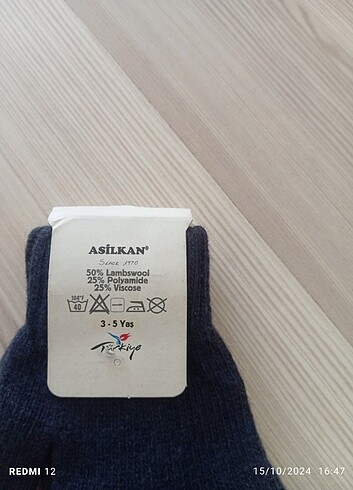 ASİLKAN®
Since 1970
50% Lambswool
25% Polyamide
25% Viscose
104°F
40
3 - 5 Yaş
Türkiye
REDMI 12
15/10/2024 16:47